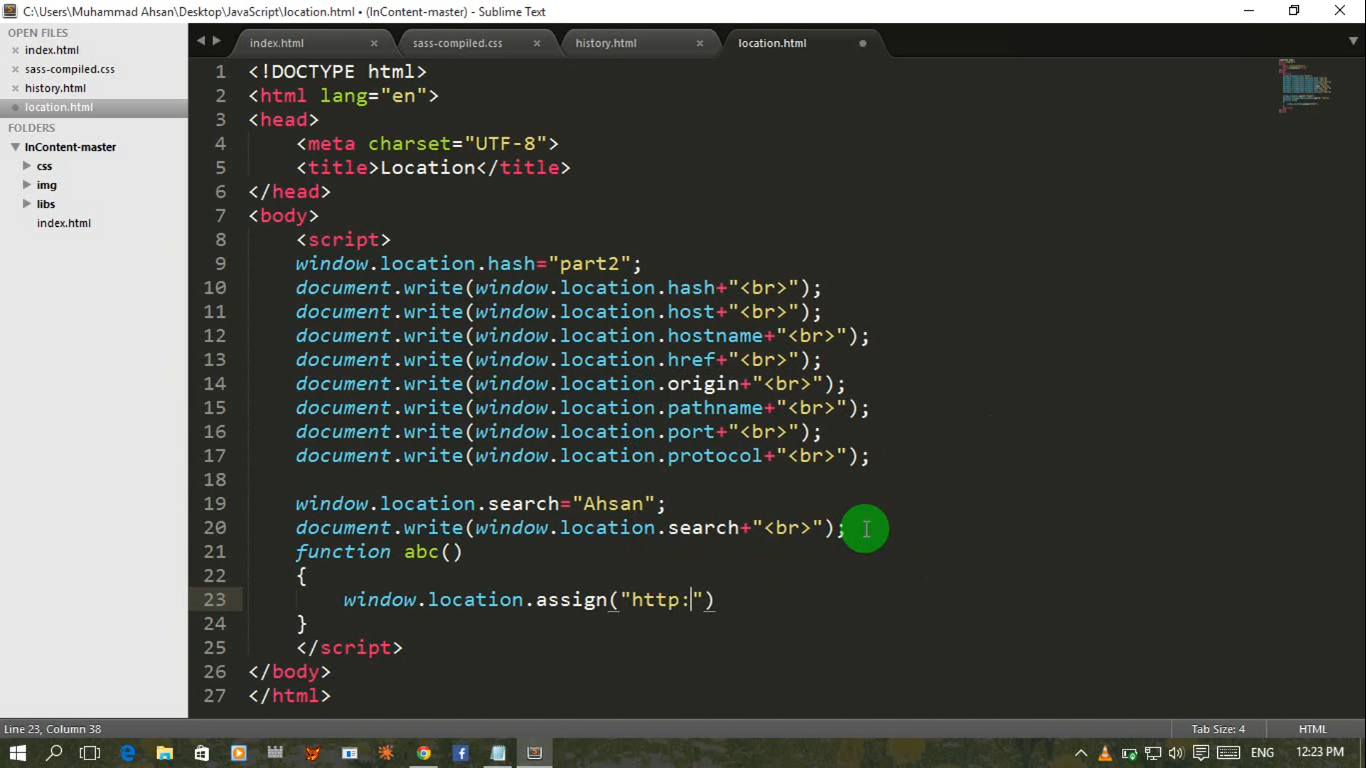 C:\Users\Muhammad Ahsan\Desktop\JavaScript\location.html • (InContent-master) - Sublime Text
OPEN FILES
index.html
sass-compiled.css
history.html
location.html
FOLDERS
InContent-master
css
img
libs
index.html
index.html
sass-compiled.css
history.html
location.html
1 <!DOCTYPE html>
2 <html lang="en">
3 <head>
4 <meta charset="UTF-8">
5 <title>Location</title>
6 </head>
7 <body>
8 <script>
9 window.location.hash="part2";
10 document.write(window.location.hash+"<br>");
11 document.write(window.location.host+"<br>");
12 document.write(window.location.hostname+"<br>");
13 document.write(window.location.href+"<br>");
14 document.write(window.location.origin+"<br>");
15 document.write(window.location.pathname+"<br>");
16 document.write(window.location.port+"<br>");
17 document.write(window.location.protocol+"<br>");
18
19 window.location.search="Ahsan";
20 document.write(window.location.search+"<br>");
21 function abc()
22 {
23 window.location.assign("http:")
24 }
25 </script>
26 </body>
27 </html>
Line 23, Column 38
Tab Size: 4
HTML
ENG
12:23 PM